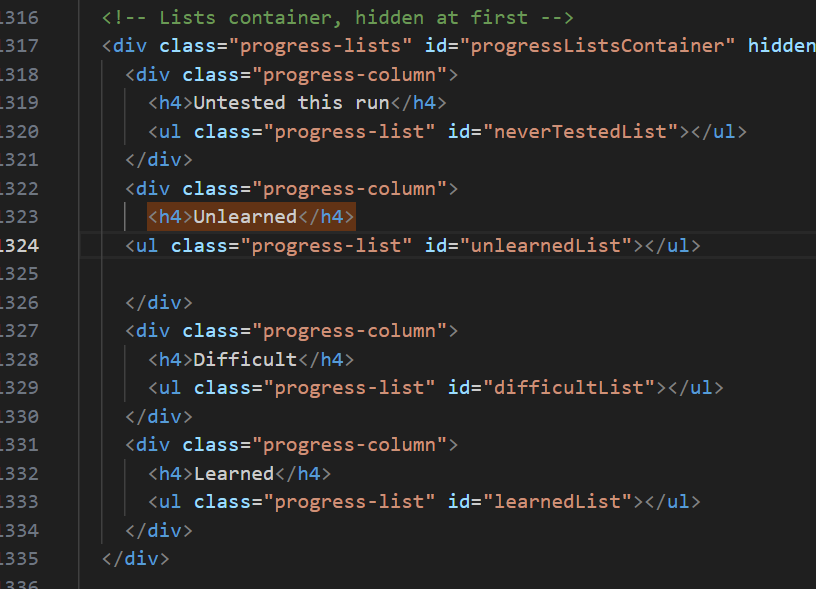 1316 <!-- Lists container, hidden at first -->
1317 <div class="progress-lists" id="progressListsContainer" hidden
1318 <div class="progress-column">
1319 <h4>Untested this run</h4>
1320 <ul class="progress-list" id="neverTestedList"></ul>
1321 </div>
1322 <div class="progress-column">
1323 <h4>Unlearned</h4>
1324 <ul class="progress-list" id="unlearnedList"></ul>
1325
1326 </div>
1327 <div class="progress-column">
1328 <h4>Difficult</h4>
1329 <ul class="progress-list" id="difficultList"></ul>
1330 </div>
1331 <div class="progress-column">
1332 <h4>Learned</h4>
1333 <ul class="progress-list" id="learnedList"></ul>
1334 </div>
1335 </div>
1336